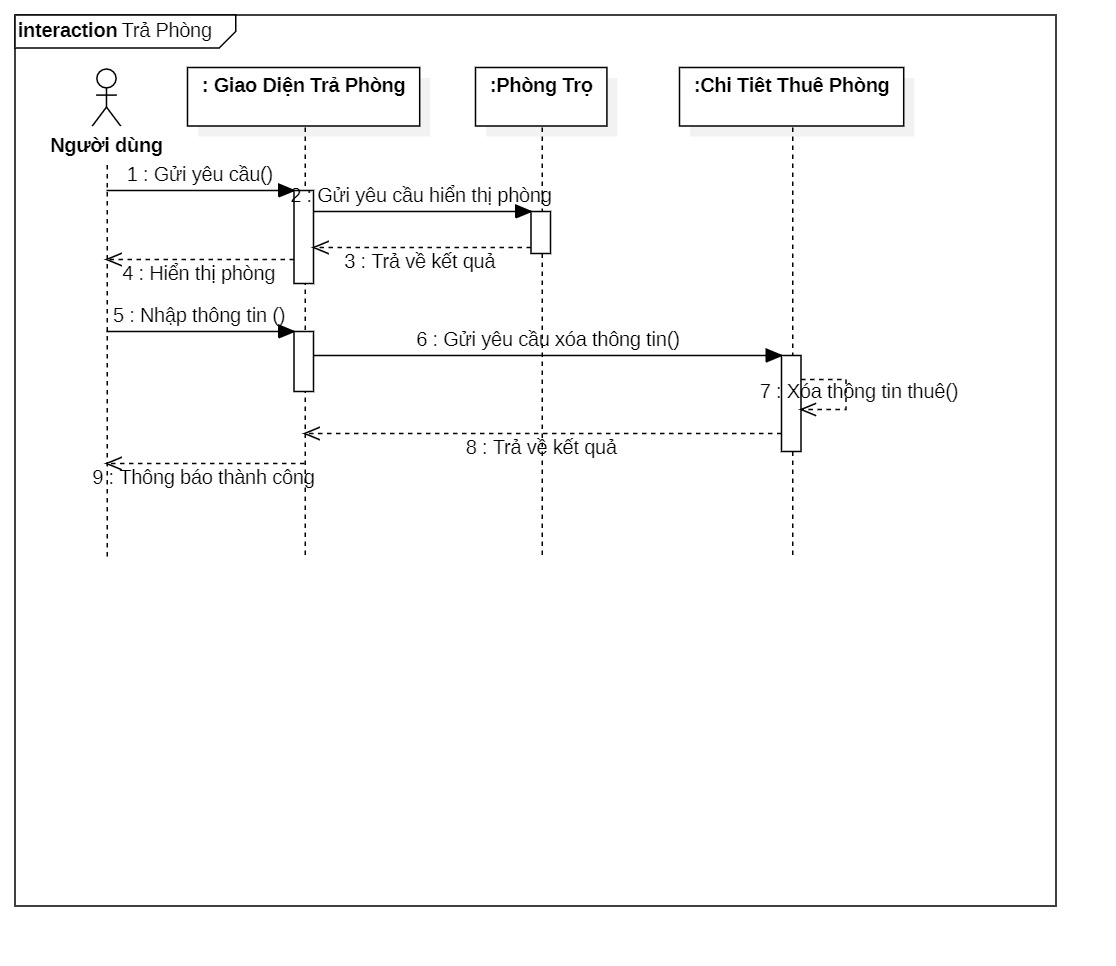 interaction Trả Phòng
: Giao Diện Trả Phòng
:Phòng Trọ
:Chi Tiêt Thuê Phòng
Người dùng
1 : Gửi yêu cầu()
2 : Gửi yêu cầu hiển thị phòng
3 : Trả về kết quả
4 : Hiển thị phòng
5 : Nhập thông tin ()
6 : Gửi yêu cầu xóa thông tin()
7 : Xóa thông tin thuê()
8 : Trả về kết quả
9 : Thông báo thành công